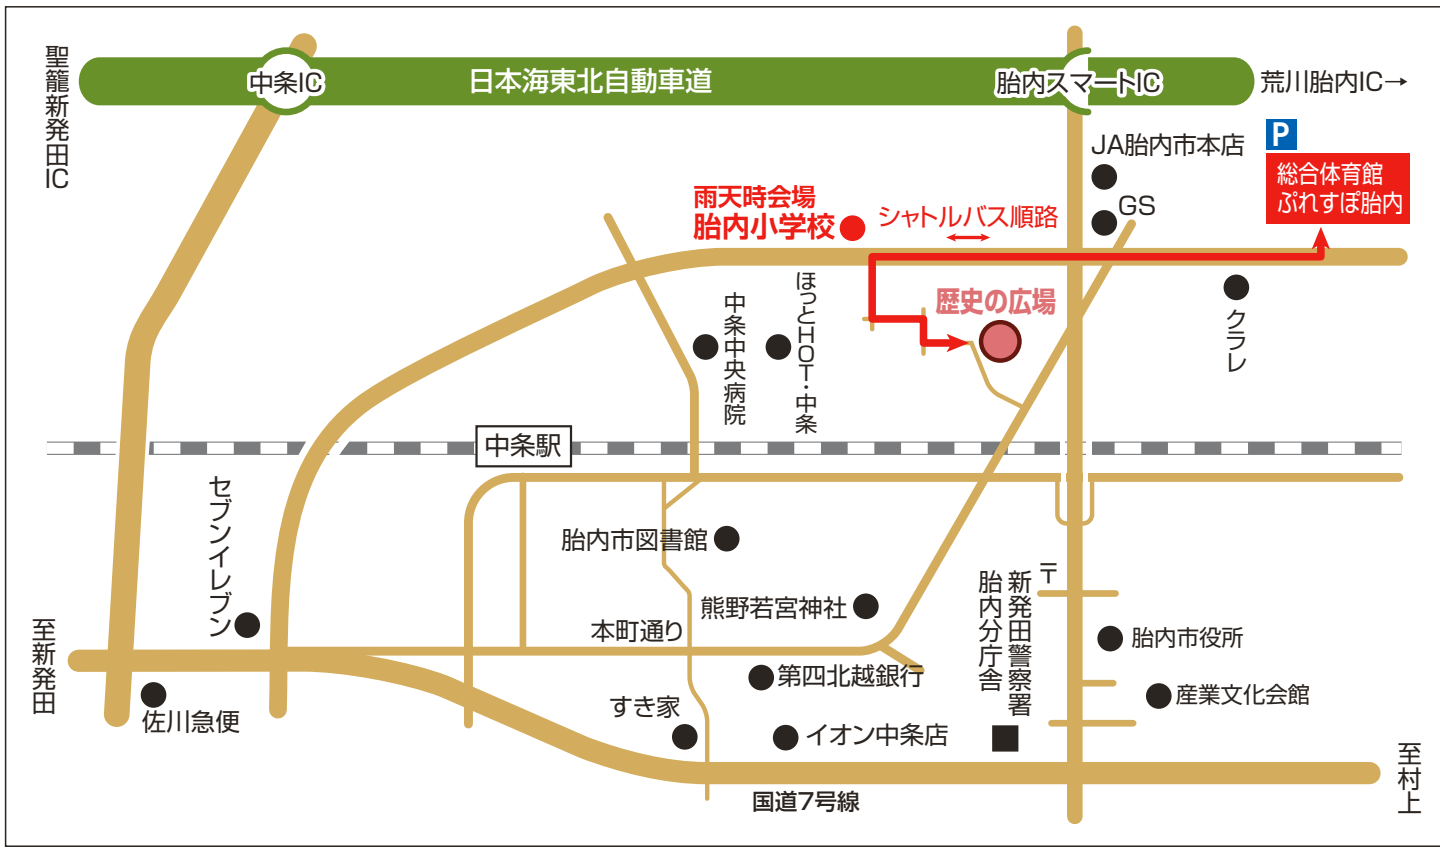 聖籠新発田IC
中条IC
日本海東北自動車道
胎内スマートIC
荒川胎内IC→
P
総合体育館
ぷれすぽ胎内
JA胎内市本店
GS
雨天時会場
胎内小学校
シャトルバス順路
歴史の広場
クラレ
中条中央病院
ほっとHOT・中条
中条駅
セブンイレブン
胎内市図書館
熊野若宮神社
本町通り
新発田警察署
胎内分庁舎
〒
胎内市役所
至新発田
佐川急便
第四北越銀行
産業文化会館
すき家
イオン中条店
国道7号線
至村上